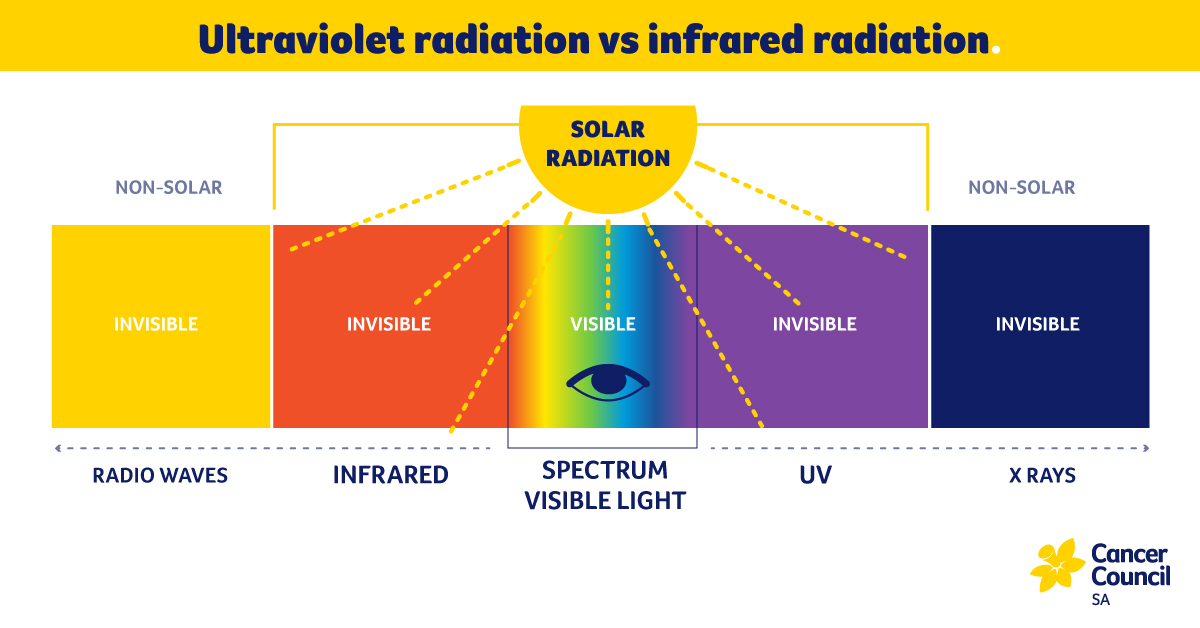 Ultraviolet radiation vs infrared radiation.
SOLAR
RADIATION
NON-SOLAR
NON-SOLAR
INVISIBLE
INVISIBLE
VISIBLE
INVISIBLE
INVISIBLE
RADIO WAVES
INFRARED
SPECTRUM
VISIBLE LIGHT
UV
X RAYS
Cancer
Council
SA